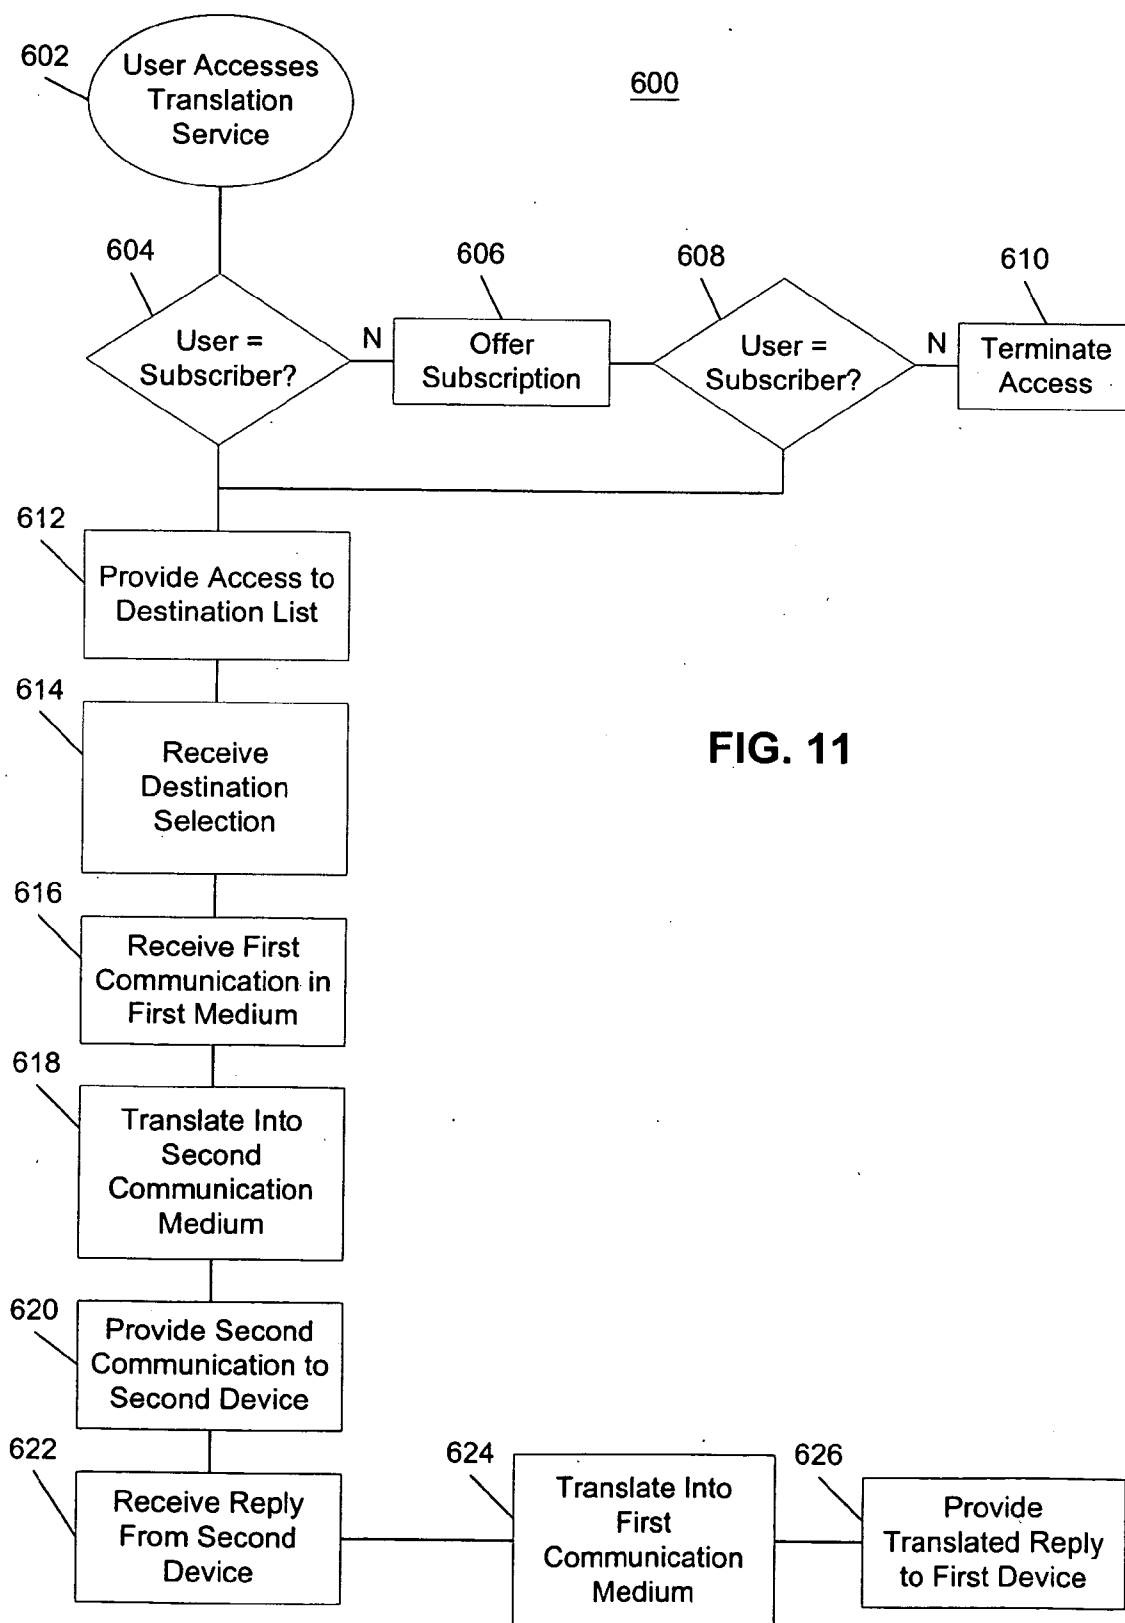 602
User Accesses
Translation
Service
600
604
User =
Subscriber?
N
606
Offer
Subscription
608
User =
Subscriber?
N
610
Terminate
Access
612
Provide Access to
Destination List
614
Receive
Destination
Selection
FIG. 11
616
Receive First
Communication in
First Medium
618
Translate Into
Second
Communication
Medium
620
Provide Second
Communication to
Second Device
622
Receive Reply
From Second
Device
624
Translate Into
First
Communication
Medium
626
Provide
Translated Reply
to First Device